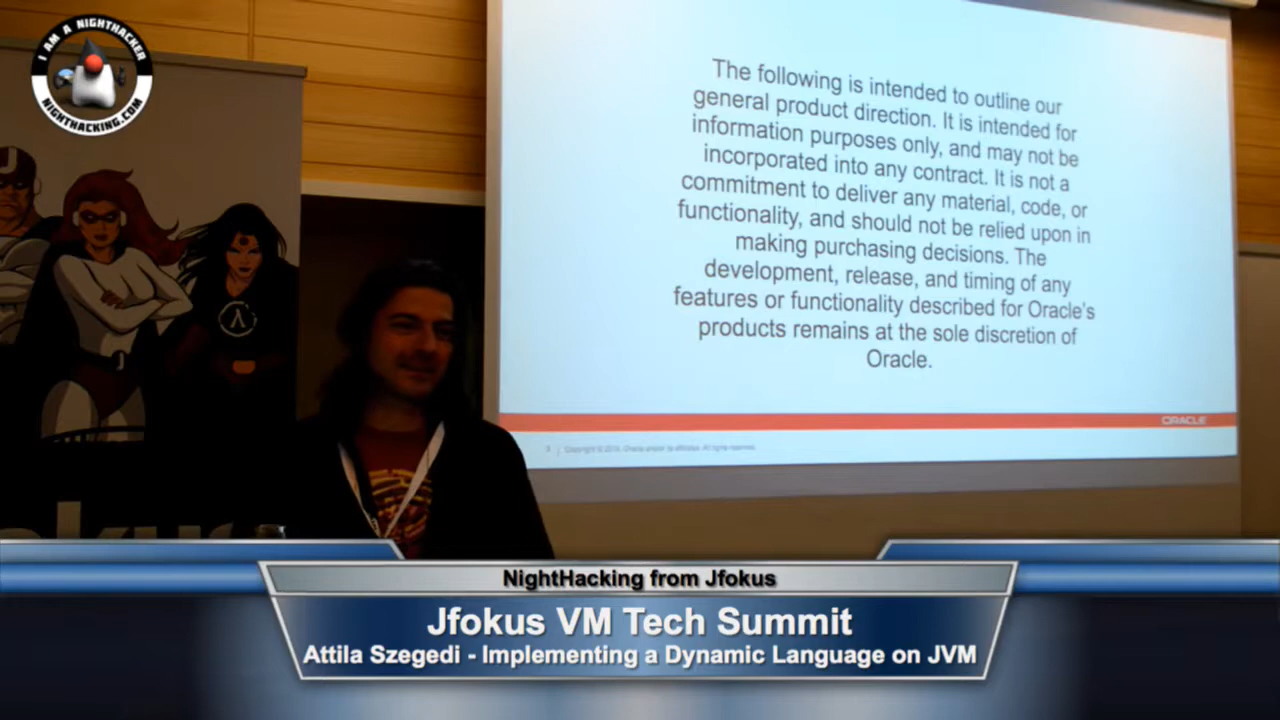 I AM A NIGHTHACKER
NIGHTHACKING.COM
The following is intended to outline our
general product direction. It is intended for
information purposes only, and may not be
incorporated into any contract. It is not a
commitment to deliver any material, code, or
functionality, and should not be relied upon in
making purchasing decisions. The
development, release, and timing of any
features or functionality described for Oracle's
products remains at the sole discretion of
Oracle.
ORACLE
J
λ
NightHacking from Jfokus
Jfokus VM Tech Summit
Attila Szegedi - Implementing a Dynamic Language on JVM